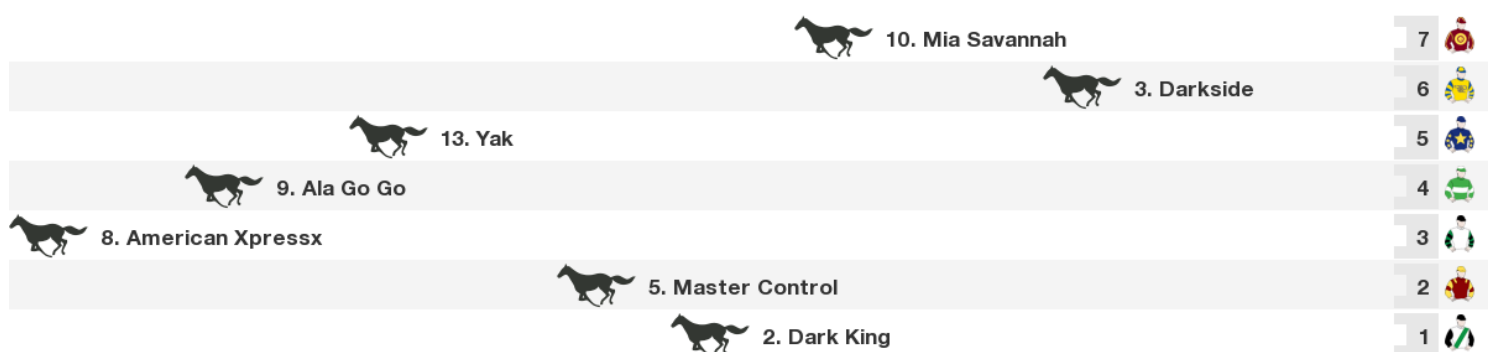 10. Mia Savannah 7
3. Darkside 6
13. Yak 5
9. Ala Go Go 4
8. American Xpressx 3
5. Master Control 2
2. Dark King 1